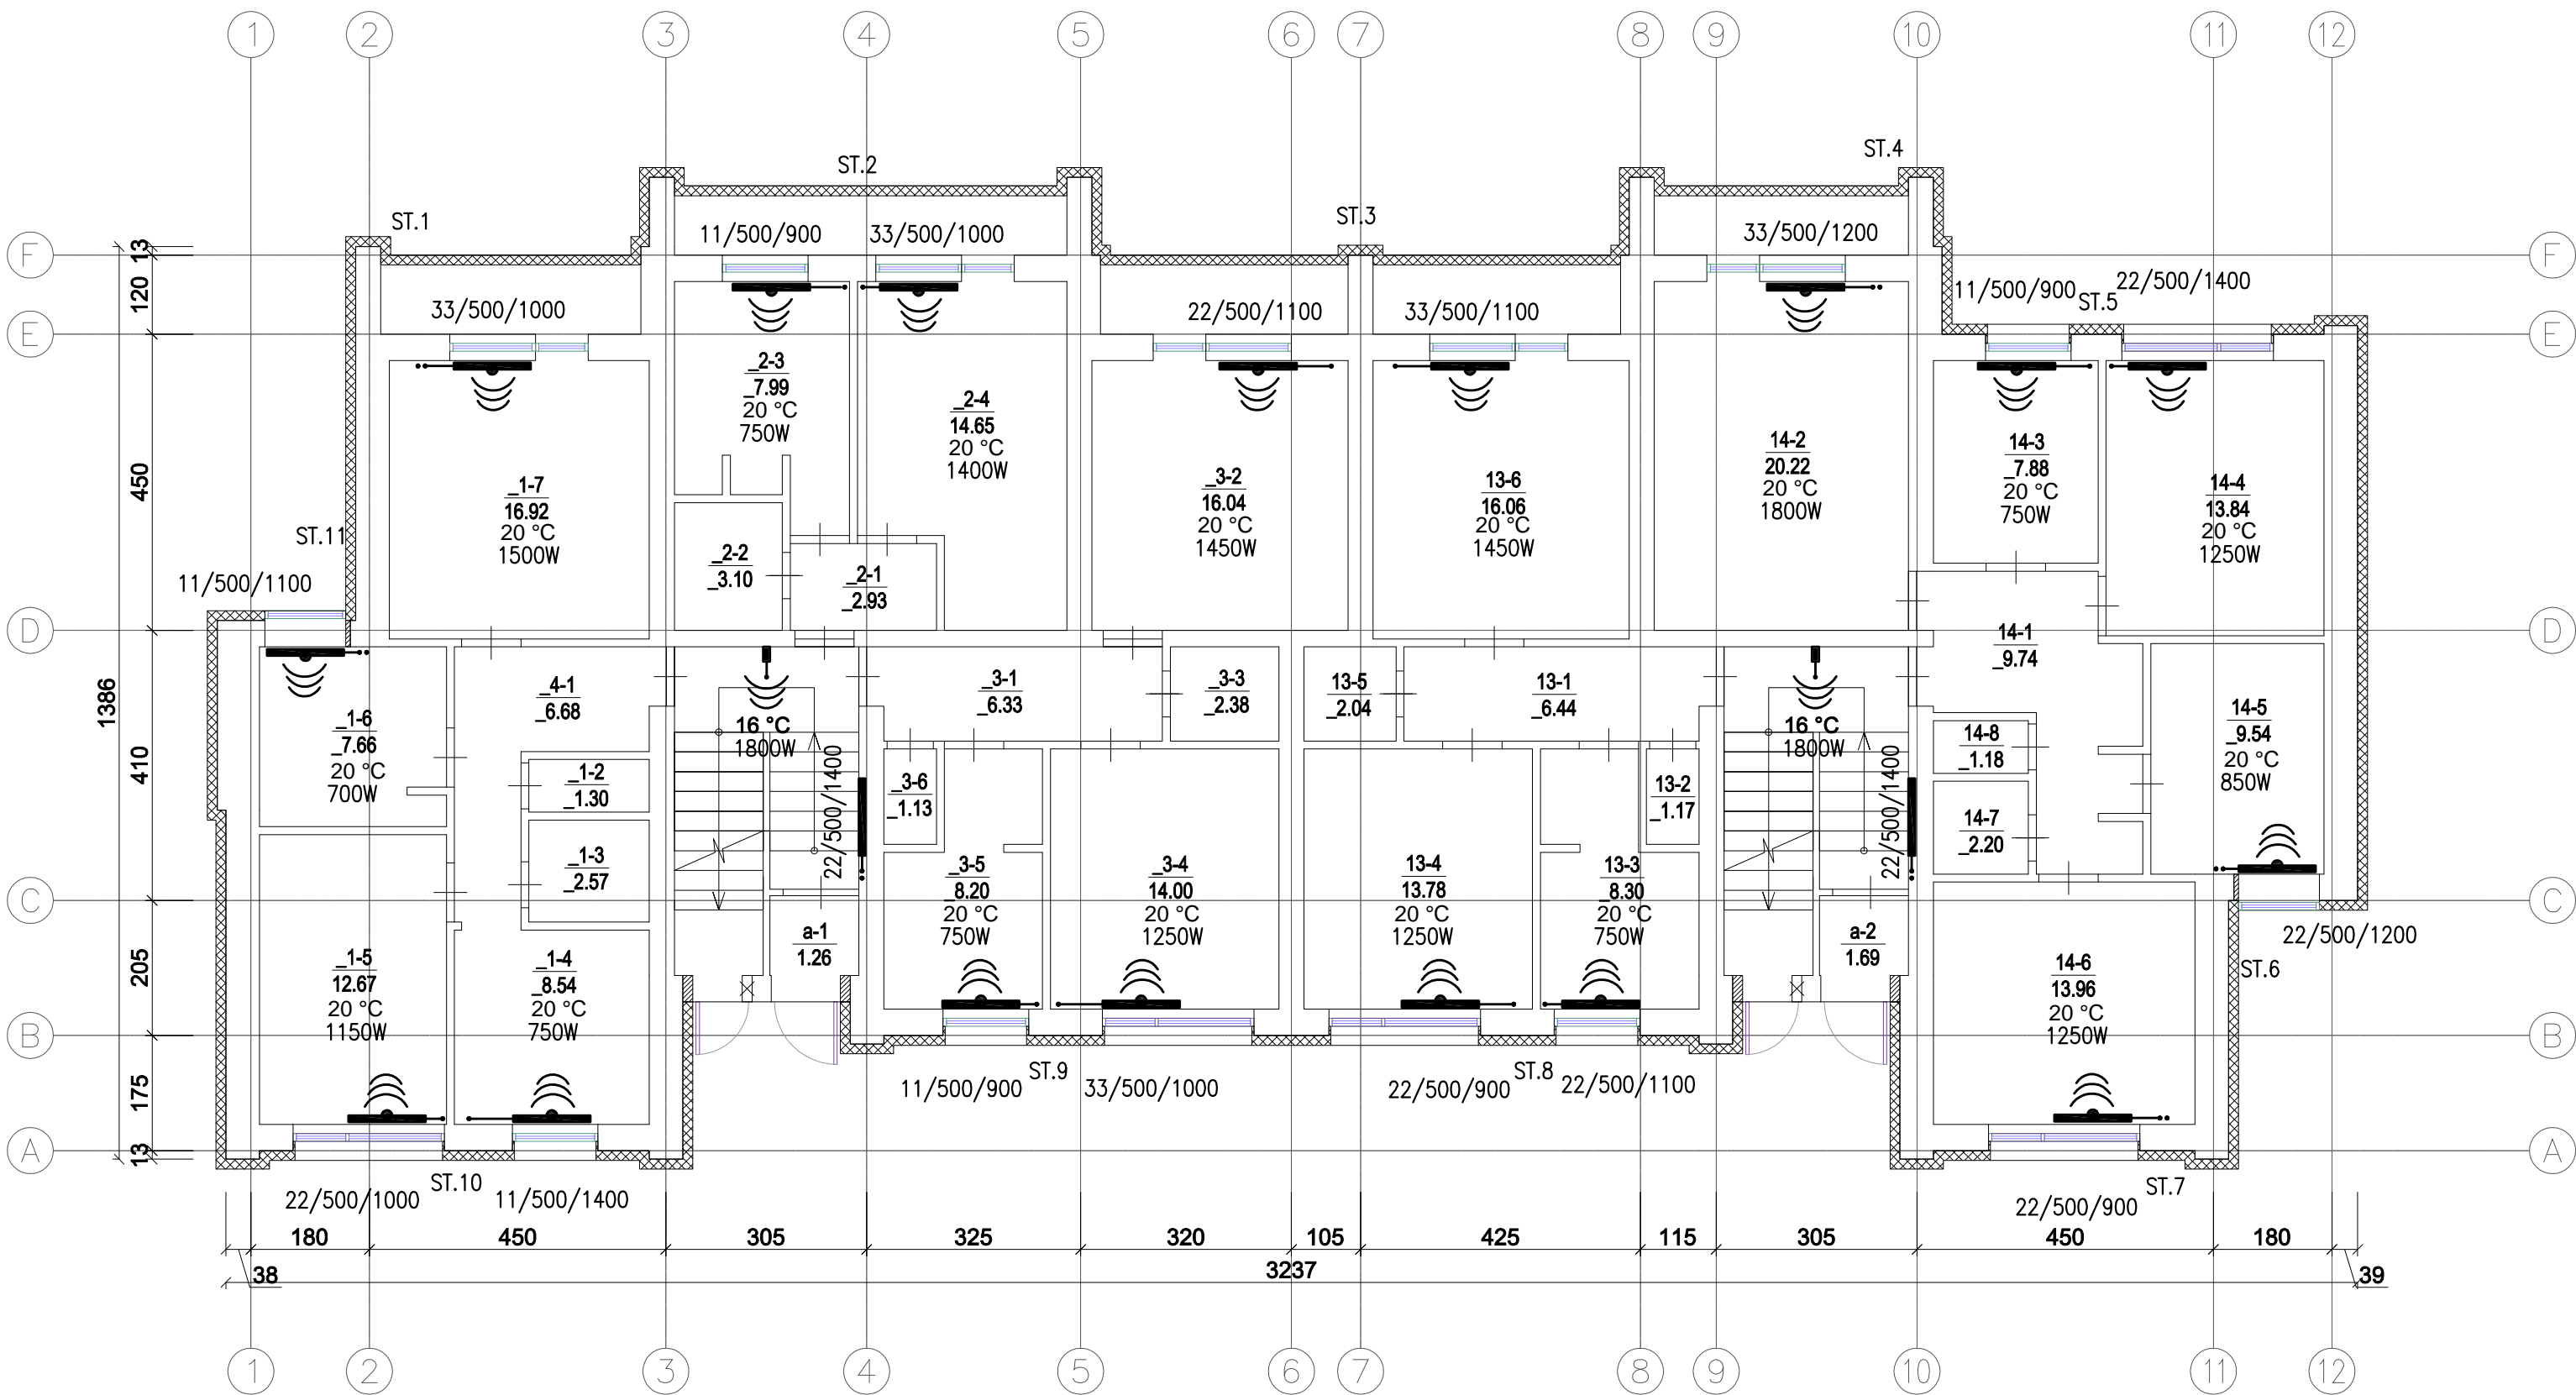 1 2 3 4 5 6 7 8 9 10 11 12
ST.4
ST.2
ST.1
ST.3
11/500/900
33/500/1000
33/500/1200
F
13
F
11/500/900
22/500/1400
ST.5
120
33/500/1000
22/500/1100
33/500/1100
E
E
_2-3
_7.99
20 °C
750W
_2-4
14.65
20 °C
1400W
14-2
20.22
20 °C
1800W
14-3
_7.88
20 °C
750W
450
_1-7
16.92
20 °C
1500W
_3-2
16.04
20 °C
1450W
13-6
16.06
20 °C
1450W
14-4
13.84
20 °C
1250W
ST.11
11/500/1100
_2-2
_3.10
_2-1
_2.93
D
D
14-1
_9.74
1386
_4-1
_6.68
_3-1
_6.33
_3-3
_2.38
13-5
_2.04
13-1
_6.44
_1-6
_7.66
20 °C
700W
16 °C
1800W
16 °C
1800W
14-5
_9.54
20 °C
850W
14-8
_1.18
410
_1-2
_1.30
22/500/1400
_3-6
_1.13
13-2
_1.17
22/500/1400
14-7
_2.20
_1-3
_2.57
_3-5
_8.20
20 °C
750W
_3-4
14.00
20 °C
1250W
13-4
13.78
20 °C
1250W
13-3
_8.30
20 °C
750W
C
C
a-1
1.26
a-2
1.69
22/500/1200
ST.6
205
_1-5
12.67
20 °C
1150W
_1-4
_8.54
20 °C
750W
14-6
13.96
20 °C
1250W
B
B
ST.9
ST.8
11/500/900
33/500/1000
22/500/900
22/500/1100
175
A
13
A
ST.10
ST.7
22/500/1000
11/500/1400
22/500/900
180 450 305 325 320 105 425 115 305 450 180
38
3237
39
1 2 3 4 5 6 7 8 9 10 11 12